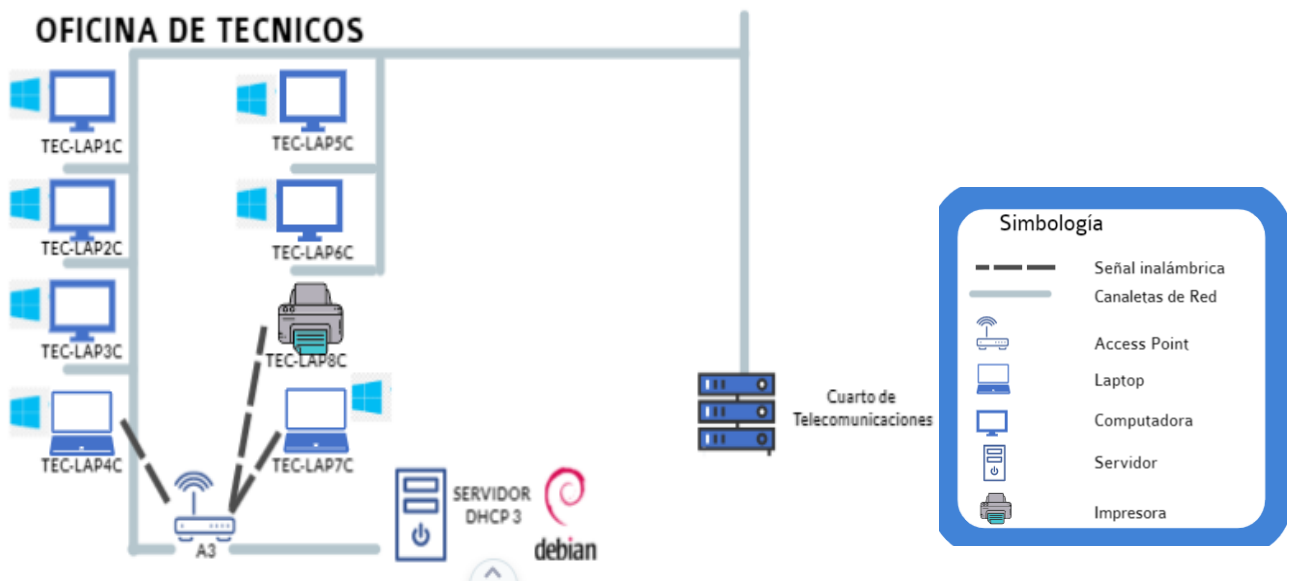 OFICINA DE TECNICOS
TEC-LAP1C
TEC-LAP5C
TEC-LAP2C
TEC-LAP6C
TEC-LAP3C
TEC-LAP8C
TEC-LAP4C
TEC-LAP7C
A3
SERVIDOR
DHCP 3
debian
Cuarto de
Telecomunicaciones
Simbología
Señal inalámbrica
Canaletas de Red
Access Point
Laptop
Computadora
Servidor
Impresora